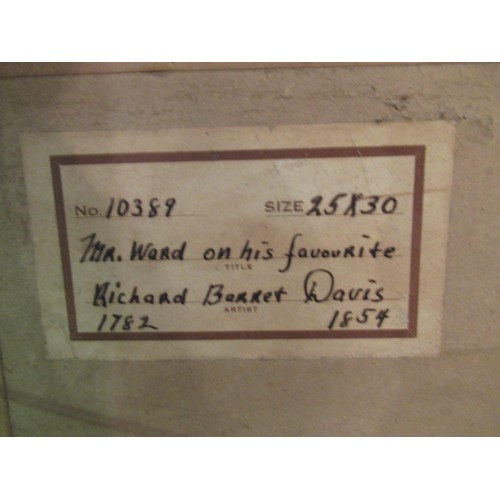 No. 10389 SIZE 25X30
Mr. Ward on his favourite
TITLE
Richard Barret Davis
ARTIST
1782 1854